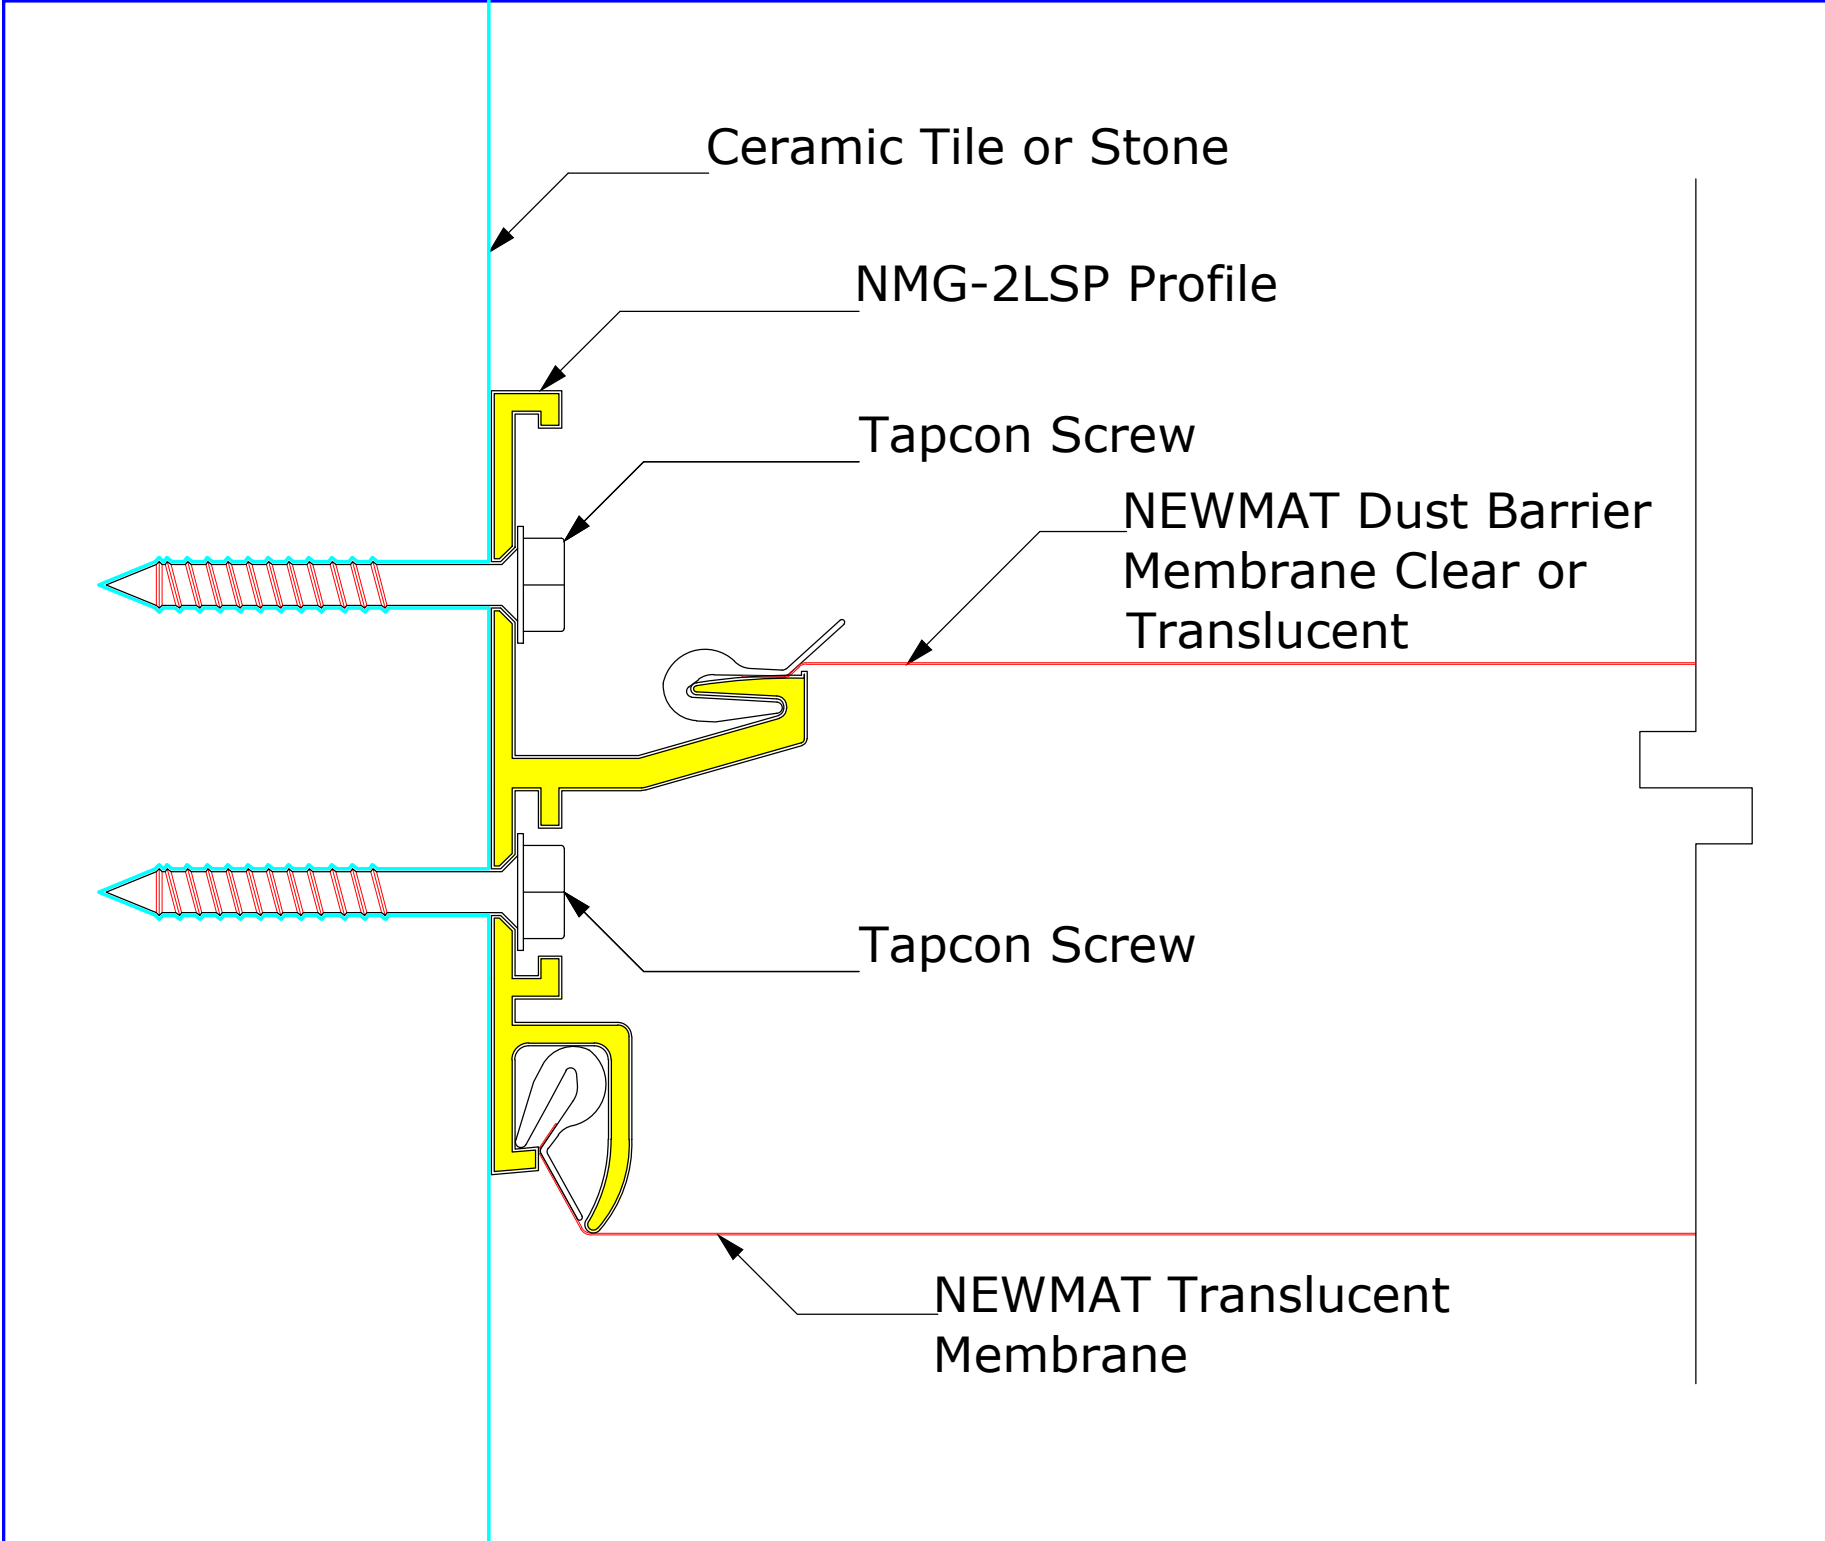 Ceramic Tile or Stone
NMG-2LSP Profile
Tapcon Screw
NEWMAT Dust Barrier
Membrane Clear or
Translucent
Tapcon Screw
NEWMAT Translucent
Membrane